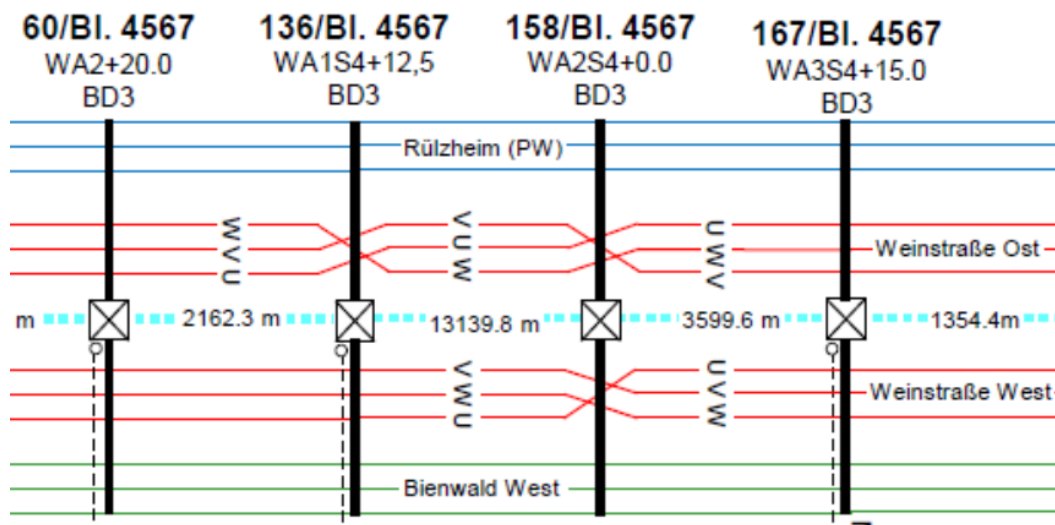 60/Bl. 4567
WA2+20.0
BD3
136/Bl. 4567
WA1S4+12,5
BD3
158/Bl. 4567
WA2S4+0.0
BD3
167/Bl. 4567
WA3S4+15.0
BD3
Rülzheim (PW)
W
V
U
V
U
W
U
W
V
Weinstraße Ost
m
2162.3 m
13139.8 m
3599.6 m
1354.4m
V
W
U
U
V
W
Weinstraße West
Bienwald West